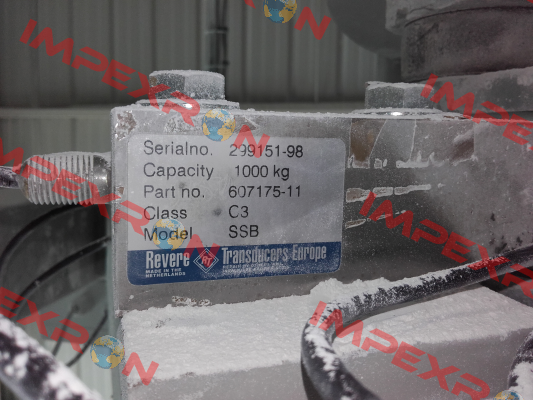 IMPEXRON
Serialno. 299151-98
Capacity 1000 kg
Part no. 607175-11
Class C3
Model SSB
Revere RT Transducers Europe
MADE IN THE
NETHERLANDS
IMPEXRON
IMPEXRON
IMPEXRON